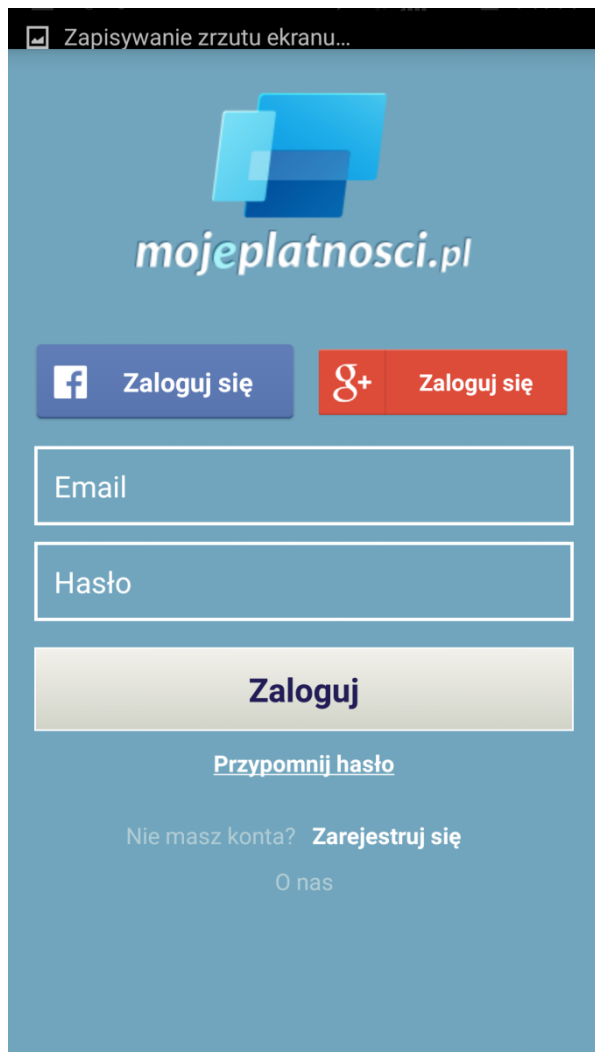 Zapisywanie zrzutu ekranu...
mojeplatnosci.pl
Zaloguj się
g+ Zaloguj się
Email
Hasło
Zaloguj
Przypomnij hasło
Nie masz konta? Zarejestruj się
O nas